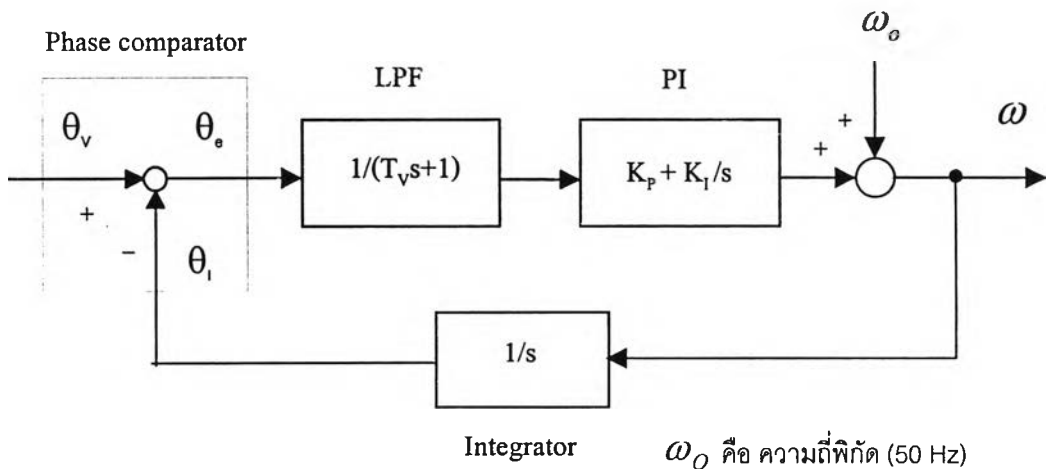 Phase comparator
ω_o
LPF
PI
θ_v
θ_e
ω
1/(T_V s+1)
K_P + K_I/s
+
+
+
−
θ_I
1/s
Integrator
ω_O คือ ความถี่พิกัด (50 Hz)